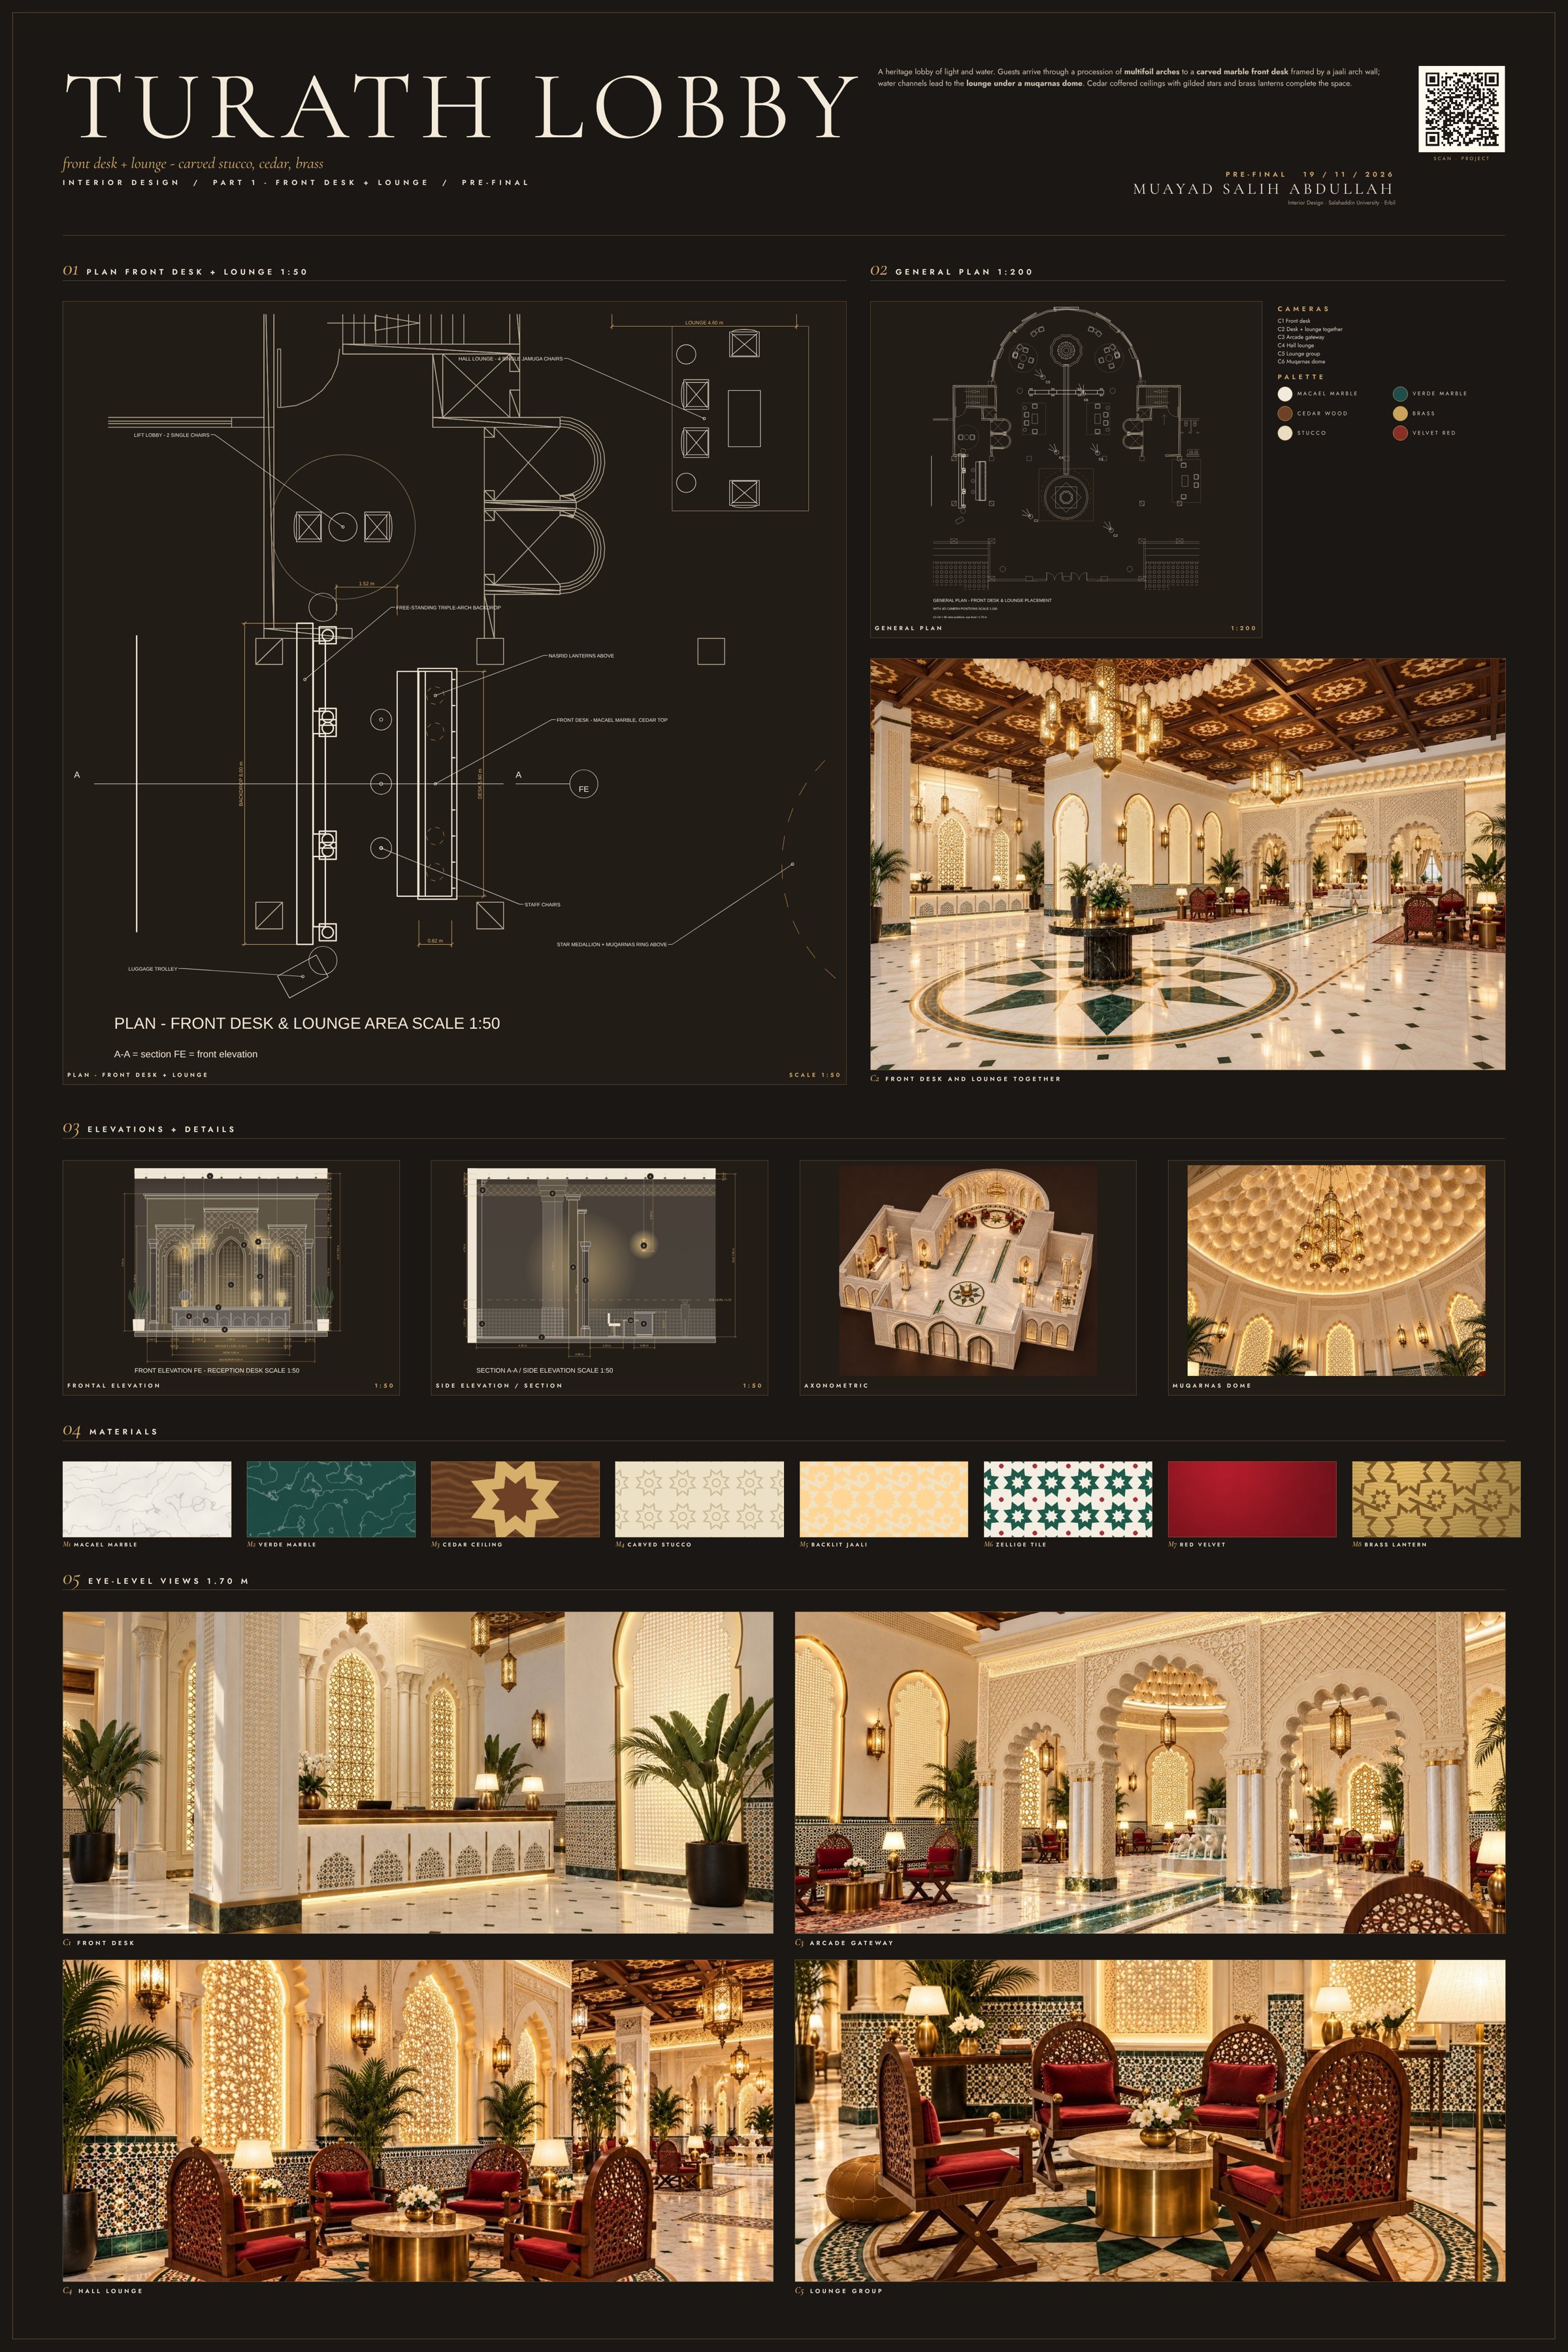 TURATH LOBBY
front desk + lounge - carved stucco, cedar, brass
INTERIOR DESIGN / PART 1 - FRONT DESK + LOUNGE / PRE-FINAL
A heritage lobby of light and water. Guests arrive through a procession of multifoil arches to a carved marble front desk framed by a jaali arch wall;
water channels lead to the lounge under a muqarnas dome. Cedar coffered ceilings with gilded stars and brass lanterns complete the space.
SCAN · PROJECT
PRE-FINAL 19 / 11 / 2026
MUAYAD SALIH ABDULLAH
Interior Design · Salahaddin University · Erbil
01 PLAN FRONT DESK + LOUNGE 1:50
LOUNGE 4.60 m
HALL LOUNGE - 4 SINGLE JAMUGA CHAIRS
LIFT LOBBY - 2 SINGLE CHAIRS
1.52 m
FREE-STANDING TRIPLE-ARCH BACKDROP
NASRID LANTERNS ABOVE
FRONT DESK - MACAEL MARBLE, CEDAR TOP
BACKDROP 8.00 m
A
A
FE
STAFF CHAIRS
0.82 m
STAR MEDALLION + MUQARNAS RING ABOVE
LUGGAGE TROLLEY
PLAN - FRONT DESK & LOUNGE AREA SCALE 1:50
A-A = section FE = front elevation
PLAN - FRONT DESK + LOUNGE
SCALE 1:50
02 GENERAL PLAN 1:200
GENERAL PLAN - FRONT DESK & LOUNGE PLACEMENT
GENERAL PLAN
1:200
CAMERAS
C1 Front desk
C2 Desk + lounge together
C3 Arcade gateway
C4 Hall lounge
C5 Lounge group
C6 Muqarnas dome
PALETTE
MACAEL MARBLE
VERDE MARBLE
CEDAR WOOD
BRASS
STUCCO
VELVET RED
C2 FRONT DESK AND LOUNGE TOGETHER
03 ELEVATIONS + DETAILS
FRONT ELEVATION FE - RECEPTION DESK SCALE 1:50
FRONTAL ELEVATION
1:50
SECTION A-A / SIDE ELEVATION SCALE 1:50
SIDE ELEVATION / SECTION
1:50
AXONOMETRIC
MUQARNAS DOME
04 MATERIALS
M1 MACAEL MARBLE
M2 VERDE MARBLE
M3 CEDAR CEILING
M4 CARVED STUCCO
M5 BACKLIT JAALI
M6 ZELLIGE TILE
M7 RED VELVET
M8 BRASS LANTERN
05 EYE-LEVEL VIEWS 1.70 M
C1 FRONT DESK
C3 ARCADE GATEWAY
C4 HALL LOUNGE
C5 LOUNGE GROUP